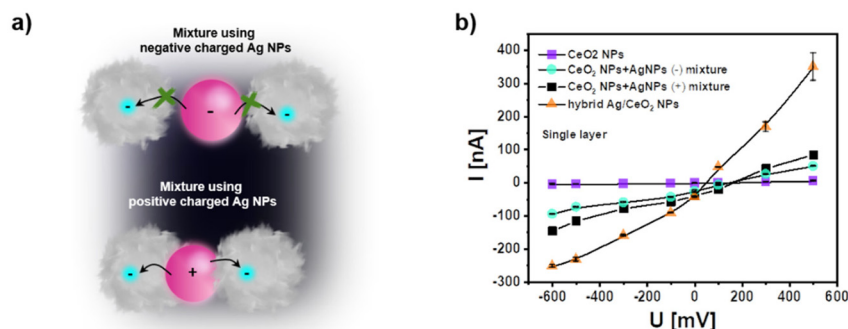 a)
Mixture using
negative charged Ag NPs
-
-
-
Mixture using
positive charged Ag NPs
-
+
-
b)
400
300
200
100
0
-100
-200
-300
I [nA]
CeO2 NPs
CeO₂ NPs+AgNPs (-) mixture
CeO₂ NPs+AgNPs (+) mixture
hybrid Ag/CeO₂ NPs
Single layer
-600 -400 -200 0 200 400 600
U [mV]